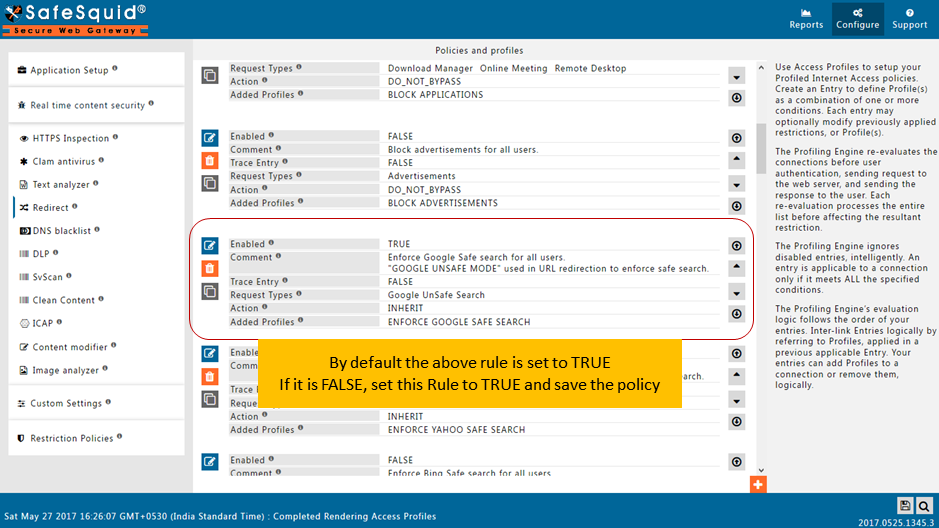 SafeSquid®
Secure Web Gateway
Reports
Configure
Support
Application Setup
Real time content security
HTTPS Inspection
Clam antivirus
Text analyzer
Redirect
DNS blacklist
DLP
SvScan
Clean Content
ICAP
Content modifier
Image analyzer
Custom Settings
Restriction Policies
Policies and profiles
Request Types Download Manager Online Meeting Remote Desktop
Action DO_NOT_BYPASS
Added Profiles BLOCK APPLICATIONS
Enabled FALSE
Comment Block advertisements for all users.
Trace Entry FALSE
Request Types Advertisements
Action DO_NOT_BYPASS
Added Profiles BLOCK ADVERTISEMENTS
Enabled TRUE
Comment Enforce Google Safe search for all users.
"GOOGLE UNSAFE MODE" used in URL redirection to enforce safe search.
Trace Entry FALSE
Request Types Google UnSafe Search
Action INHERIT
Added Profiles ENFORCE GOOGLE SAFE SEARCH
By default the above rule is set to TRUE
If it is FALSE, set this Rule to TRUE and save the policy
Action INHERIT
Added Profiles ENFORCE YAHOO SAFE SEARCH
Enabled FALSE
Comment Enforce Bing Safe search for all users
Use Access Profiles to setup your
Profiled Internet Access policies.
Create an Entry to define Profile(s)
as a combination of one or more
conditions. Each entry may
optionally modify previously applied
restrictions, or Profile(s).
The Profiling Engine re-evaluates the
connections before user
authentication, sending request to
the web server, and sending the
response to the user. Each
re-evaluation processes the entire
list before affecting the resultant
restriction.
The Profiling Engine ignores
disabled entries, intelligently. An
entry is applicable to a connection
only if it meets ALL the specified
conditions.
The Profiling Engine's evaluation
logic follows the order of your
entries. Inter-link Entries logically by
referring to Profiles, applied in a
previous applicable Entry. Your
entries can add Profiles to a
connection or remove them,
logically.
Sat May 27 2017 16:26:07 GMT+0530 (India Standard Time) : Completed Rendering Access Profiles
2017.0525.1345.3